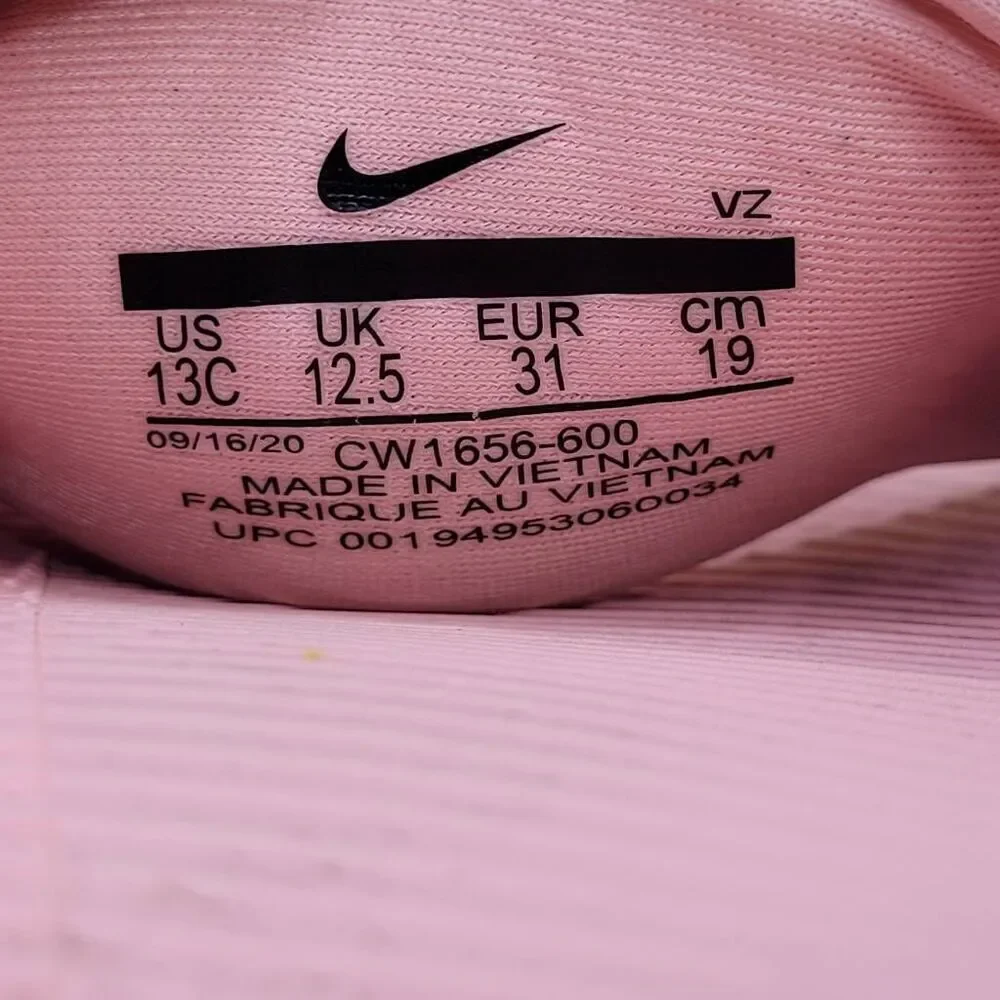 VZ
US UK EUR cm
13C 12.5 31 19
09/16/20 CW1656-600
MADE IN VIETNAM
FABRIQUE AU VIETNAM
UPC 00194953060034